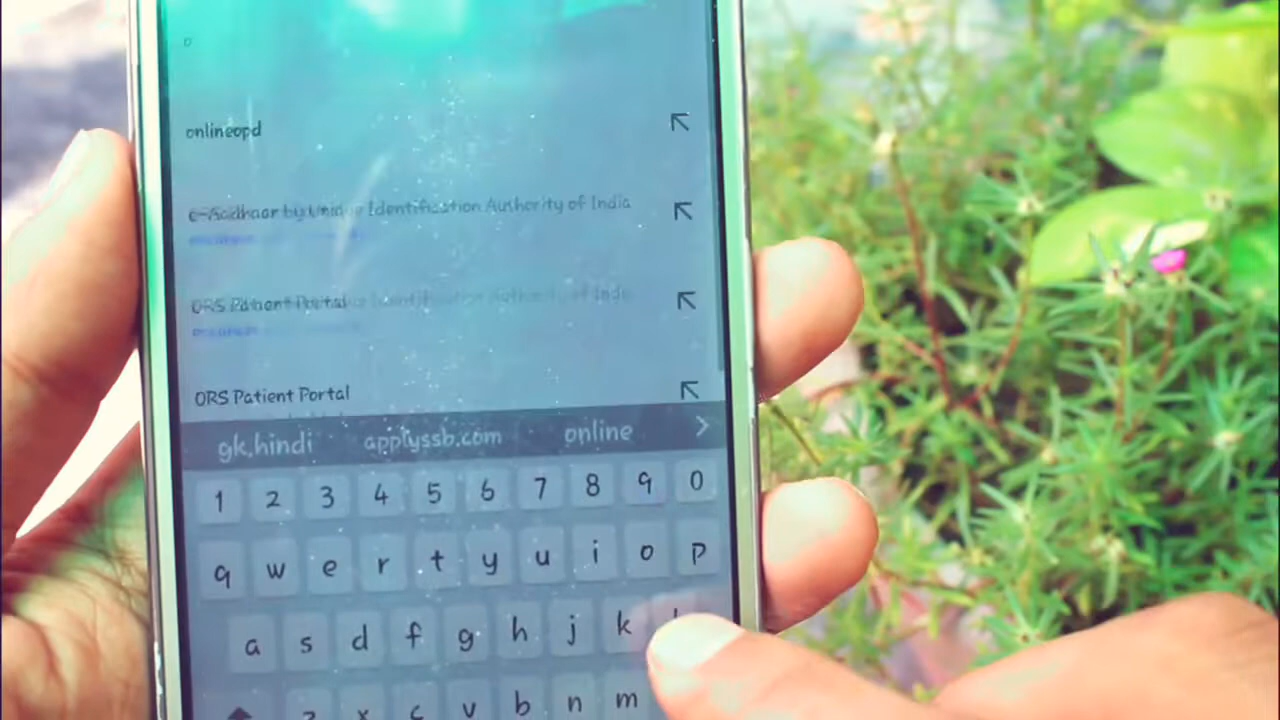 onlineopd
e-Aadhaar by Unique Identification Authority of India
ORS Patient Portal
ORS Patient Portal
gk,hindi applyssb.com online
1 2 3 4 5 6 7 8 9 0
q w e r t y u i o p
a s d f g h j k
z x c v b n m